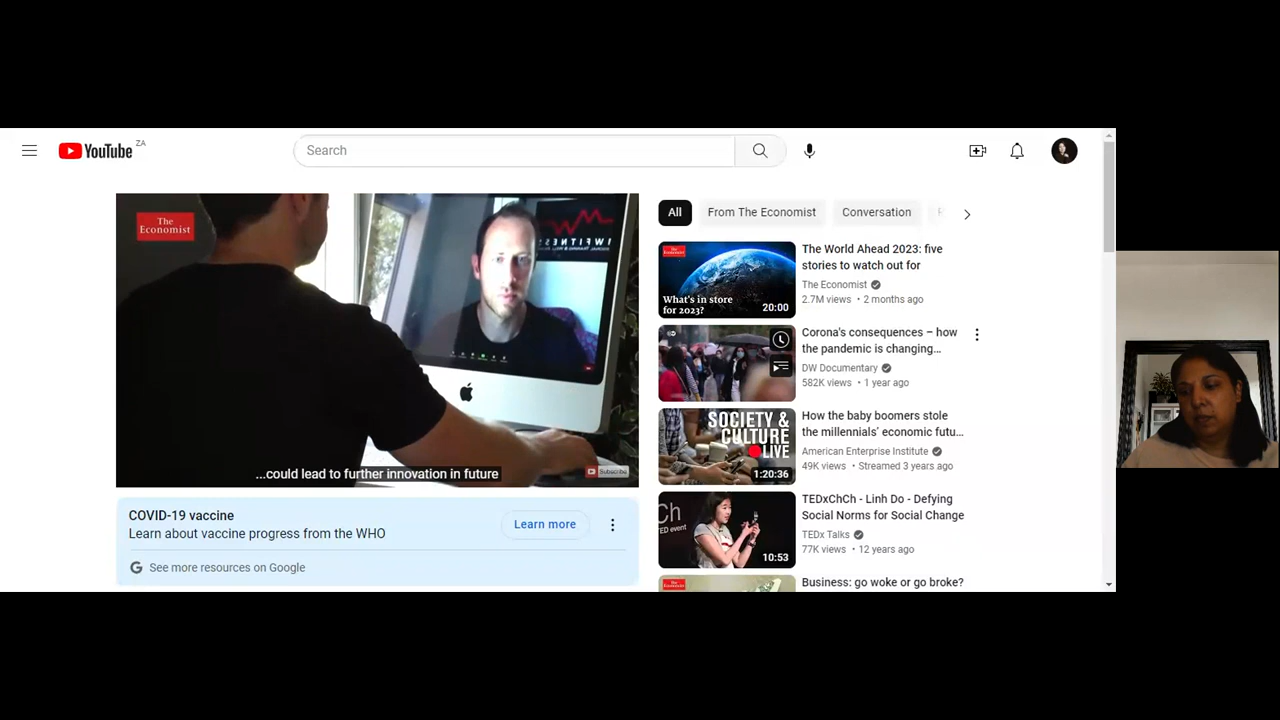 YouTube ZA
Search
The
Economist
IWFITNESS
...could lead to further innovation in future
Subscribe
COVID-19 vaccine
Learn about vaccine progress from the WHO
Learn more
See more resources on Google
All
From The Economist
Conversation
What's in store
for 2023?
20:00
The World Ahead 2023: five
stories to watch out for
The Economist
2.7M views • 2 months ago
Corona's consequences – how
the pandemic is changing...
DW Documentary
582K views • 1 year ago
SOCIETY &
CULTURE
LIVE
1:20:36
How the baby boomers stole
the millennials' economic futu...
American Enterprise Institute
49K views • Streamed 3 years ago
Ch
ED event
10:53
TEDxChCh - Linh Do - Defying
Social Norms for Social Change
TEDx Talks
77K views • 12 years ago
Business: go woke or go broke?